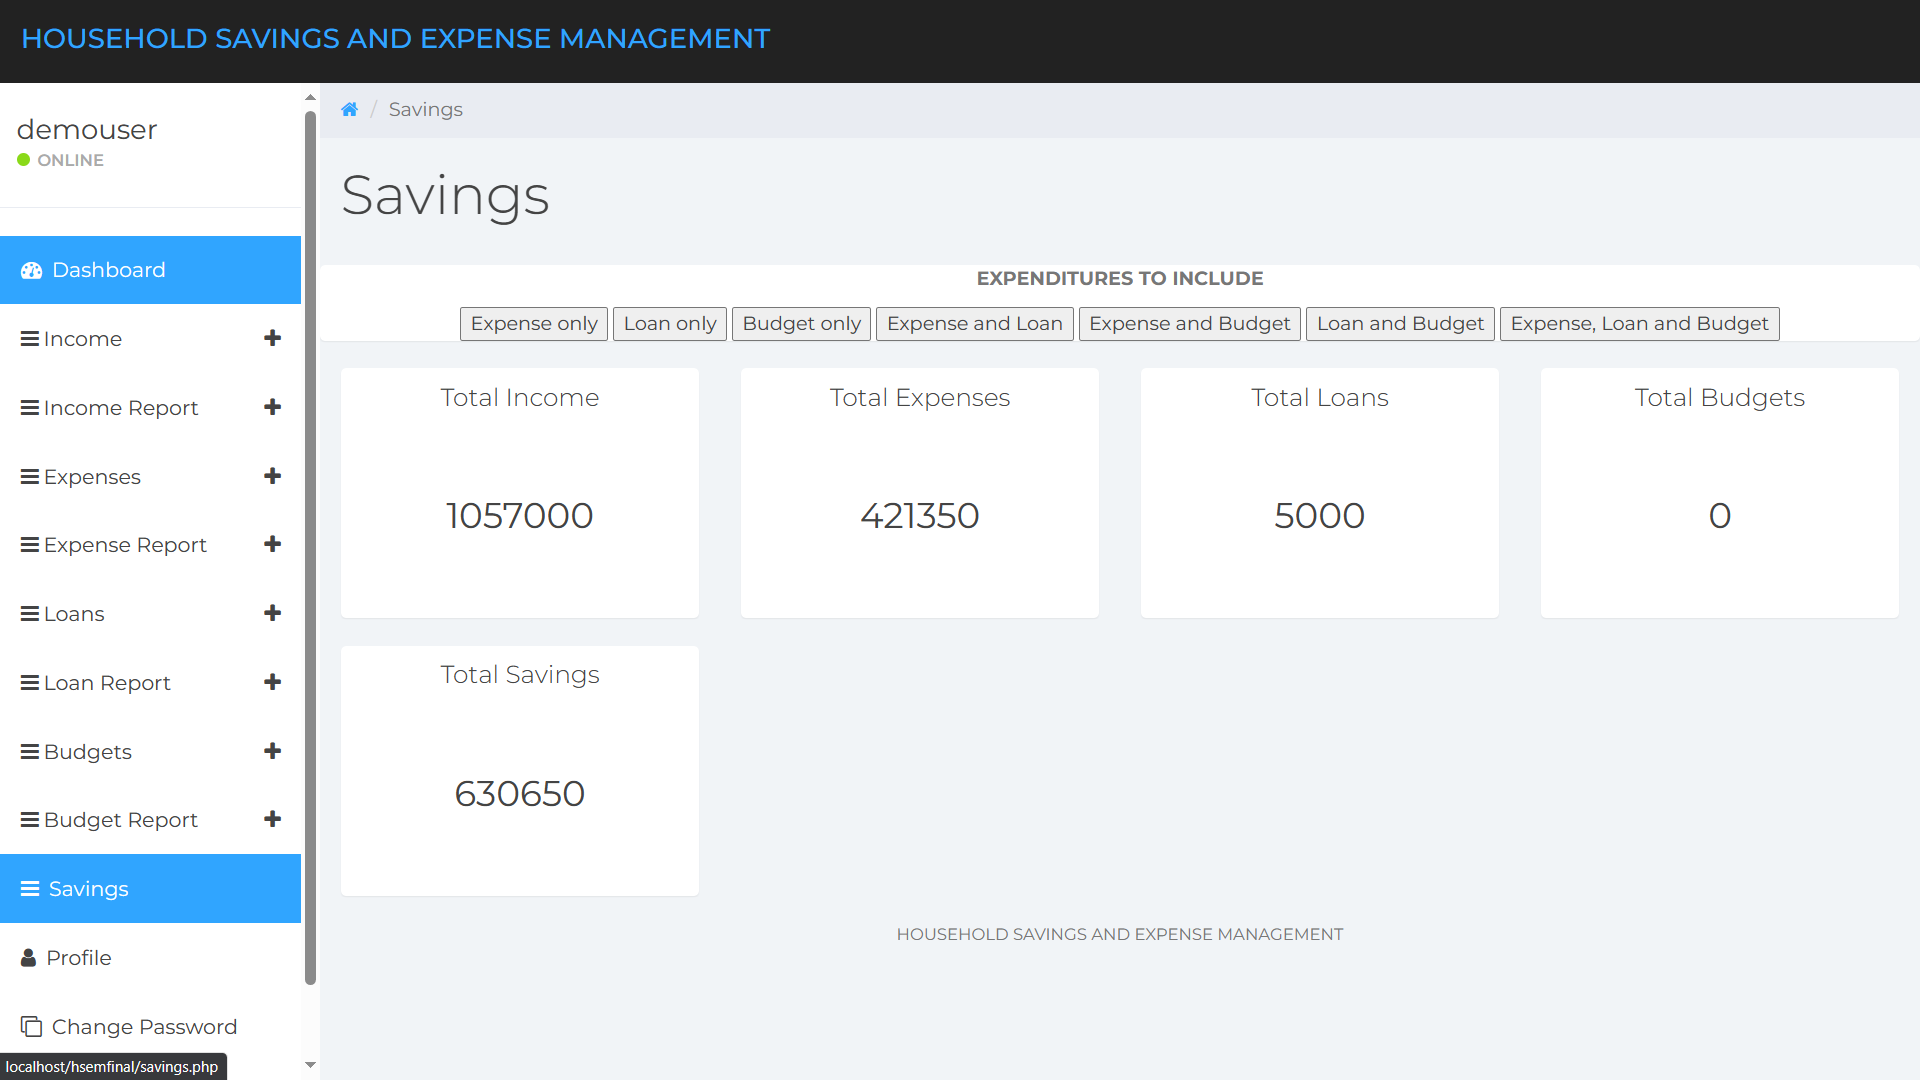 HOUSEHOLD SAVINGS AND EXPENSE MANAGEMENT
demouser
ONLINE
Dashboard
Income
Income Report
Expenses
Expense Report
Loans
Loan Report
Budgets
Budget Report
Savings
Profile
Change Password
localhost/hsemfinal/savings.php
/ Savings
Savings
EXPENDITURES TO INCLUDE
Expense only Loan only Budget only Expense and Loan Expense and Budget Loan and Budget Expense, Loan and Budget
Total Income
1057000
Total Expenses
421350
Total Loans
5000
Total Budgets
0
Total Savings
630650
HOUSEHOLD SAVINGS AND EXPENSE MANAGEMENT